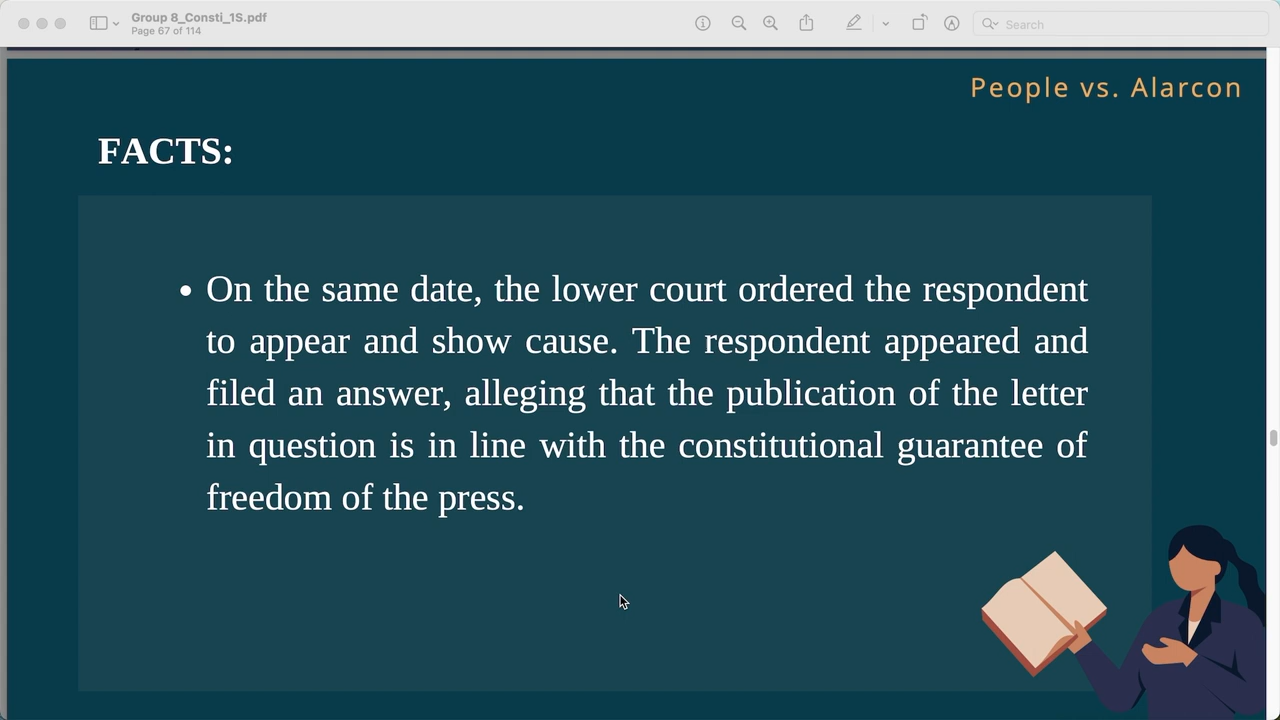 Group 8_Consti_1S.pdf
Page 67 of 114
Search
People vs. Alarcon
FACTS:
• On the same date, the lower court ordered the respondent
to appear and show cause. The respondent appeared and
filed an answer, alleging that the publication of the letter
in question is in line with the constitutional guarantee of
freedom of the press.